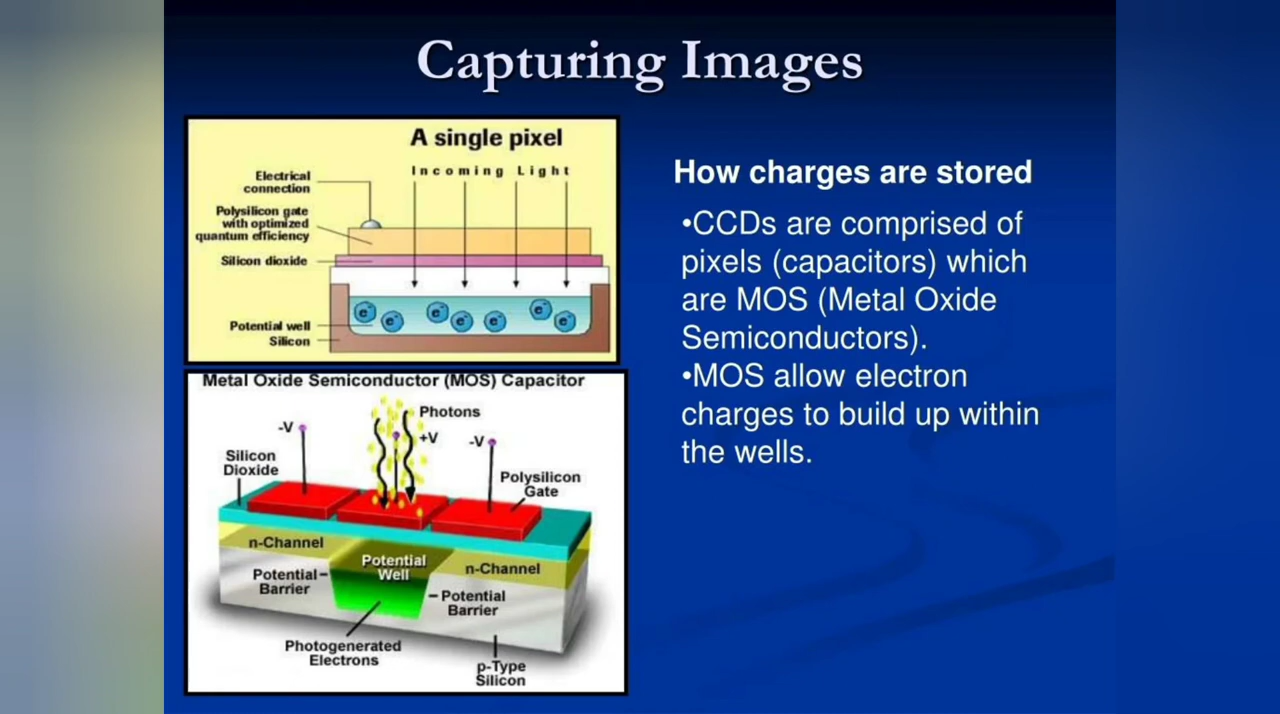 Capturing Images
A single pixel
Incoming Light
Electrical
connection
Polysilicon gate
with optimized
quantum efficiency
Silicon dioxide
e⁻ e⁻ e⁻ e⁻ e⁻ e⁻ e⁻
Potential well
Silicon
Metal Oxide Semiconductor (MOS) Capacitor
Photons
-V
+V
-V
Silicon
Dioxide
Polysilicon
Gate
n-Channel
Potential
Well
n-Channel
Potential
Barrier
Potential
Barrier
Photogenerated
Electrons
p-Type
Silicon
How charges are stored
•CCDs are comprised of
pixels (capacitors) which
are MOS (Metal Oxide
Semiconductors).
•MOS allow electron
charges to build up within
the wells.